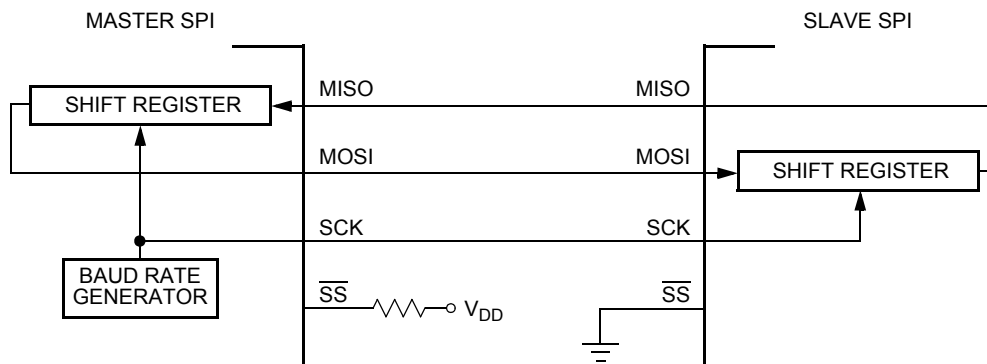 MASTER SPI
SLAVE SPI
MISO
MISO
SHIFT REGISTER
MOSI
MOSI
SHIFT REGISTER
SCK
SCK
BAUD RATE
GENERATOR
SS
VDD
SS